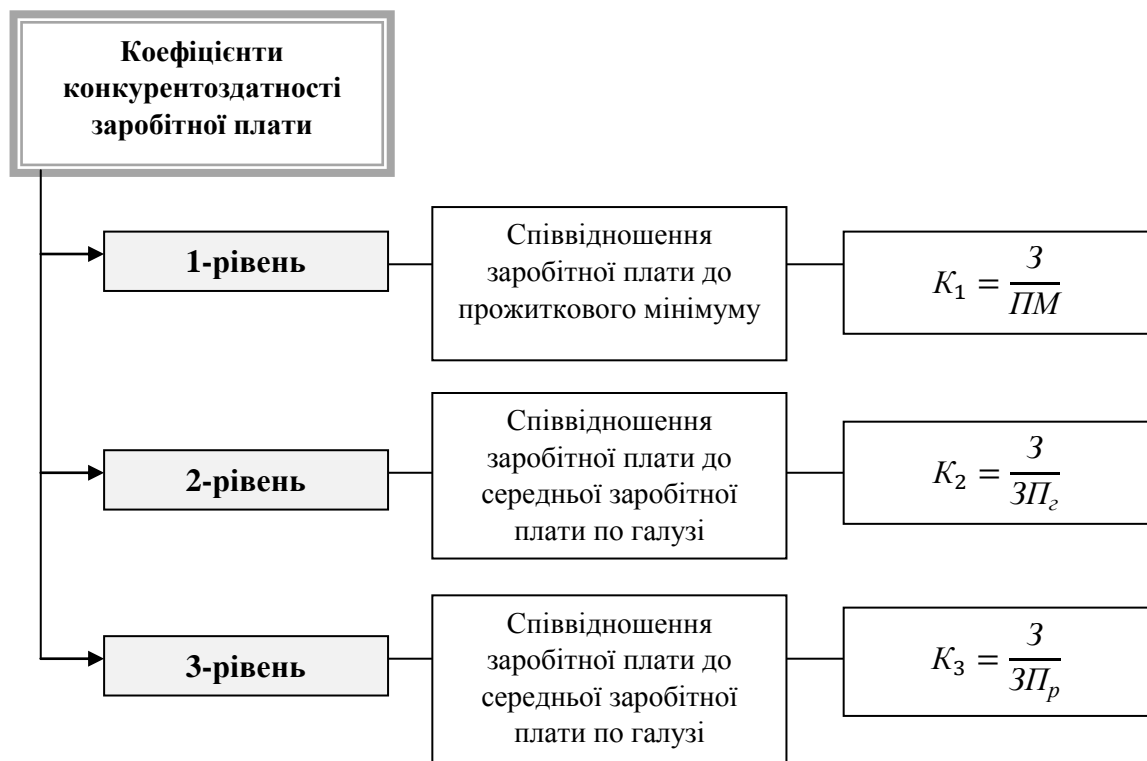 Коефіцієнти
конкурентоздатності
заробітної плати
1-рівень
Співвідношення
заробітної плати до
прожиткового мінімуму
К₁ = З/ПМ
2-рівень
Співвідношення
заробітної плати до
середньої заробітної
плати по галузі
К₂ = З/ЗП_г
3-рівень
Співвідношення
заробітної плати до
середньої заробітної
плати по галузі
К₃ = З/ЗП_р